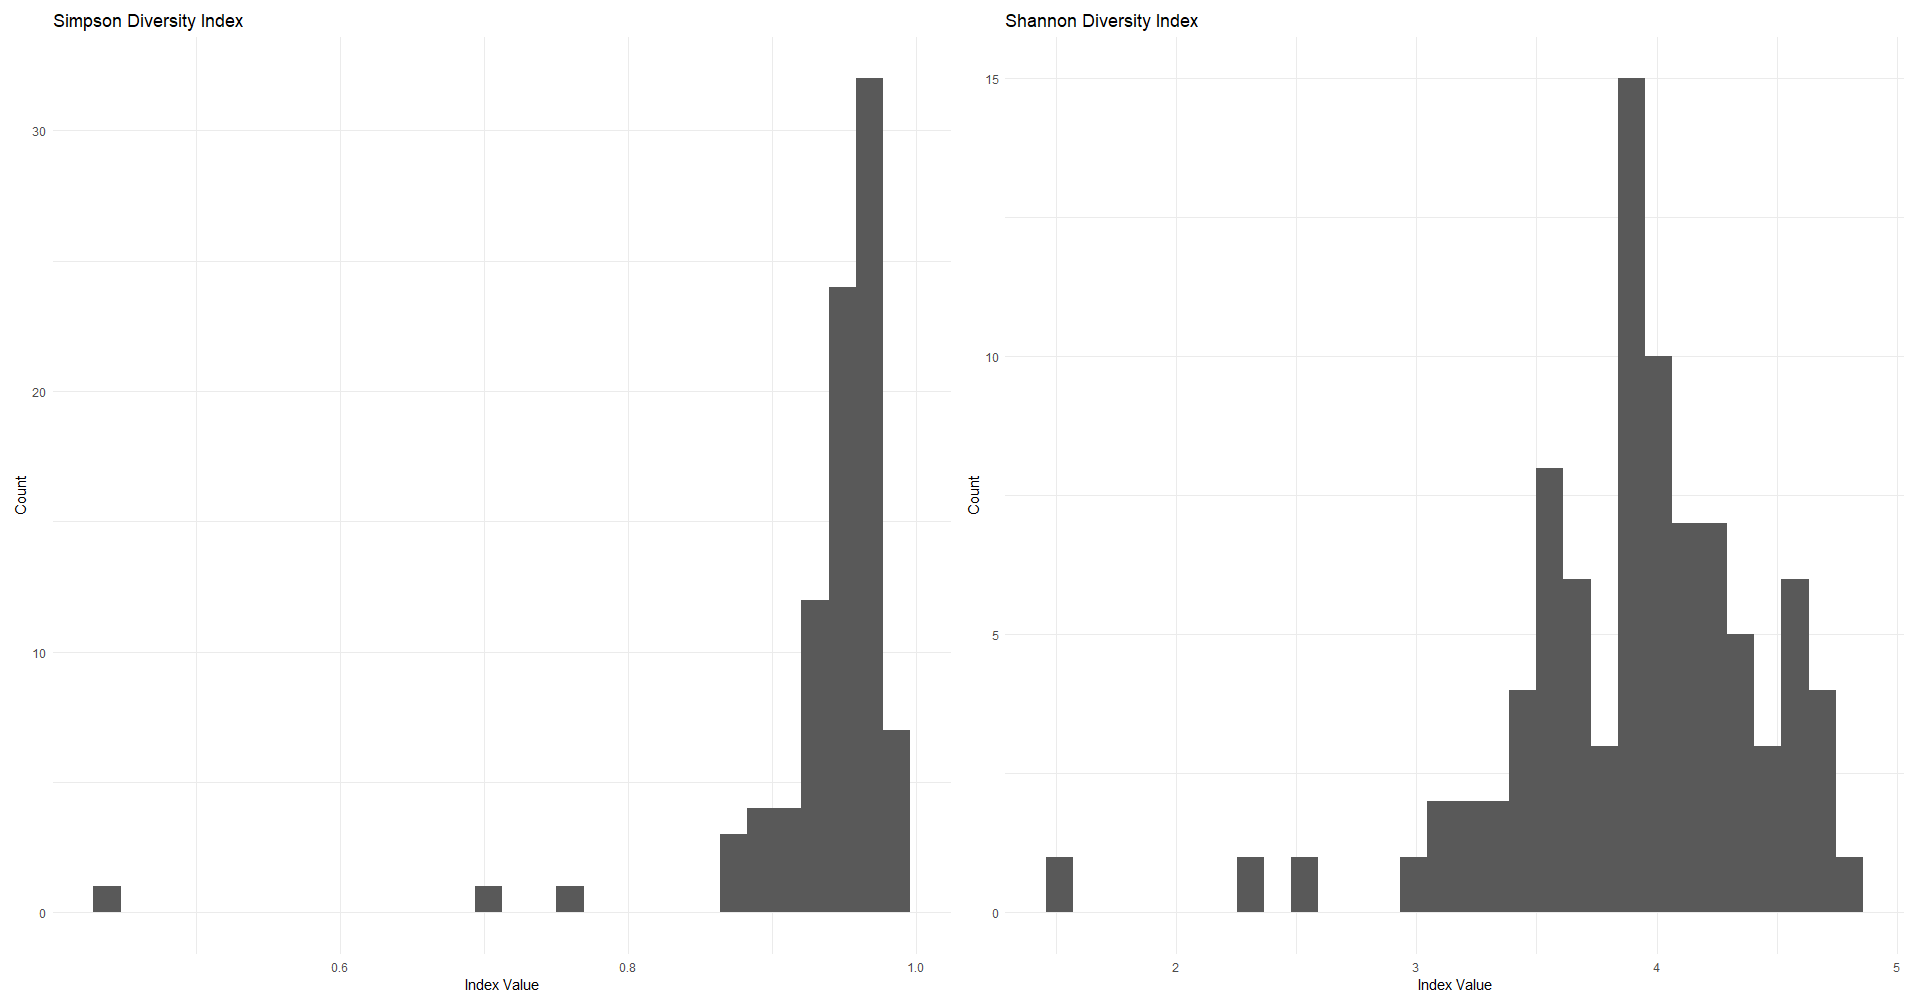 Simpson Diversity Index
30
20
10
0
Count
0.6 0.8 1.0
Index Value
Shannon Diversity Index
15
10
5
0
Count
2 3 4 5
Index Value